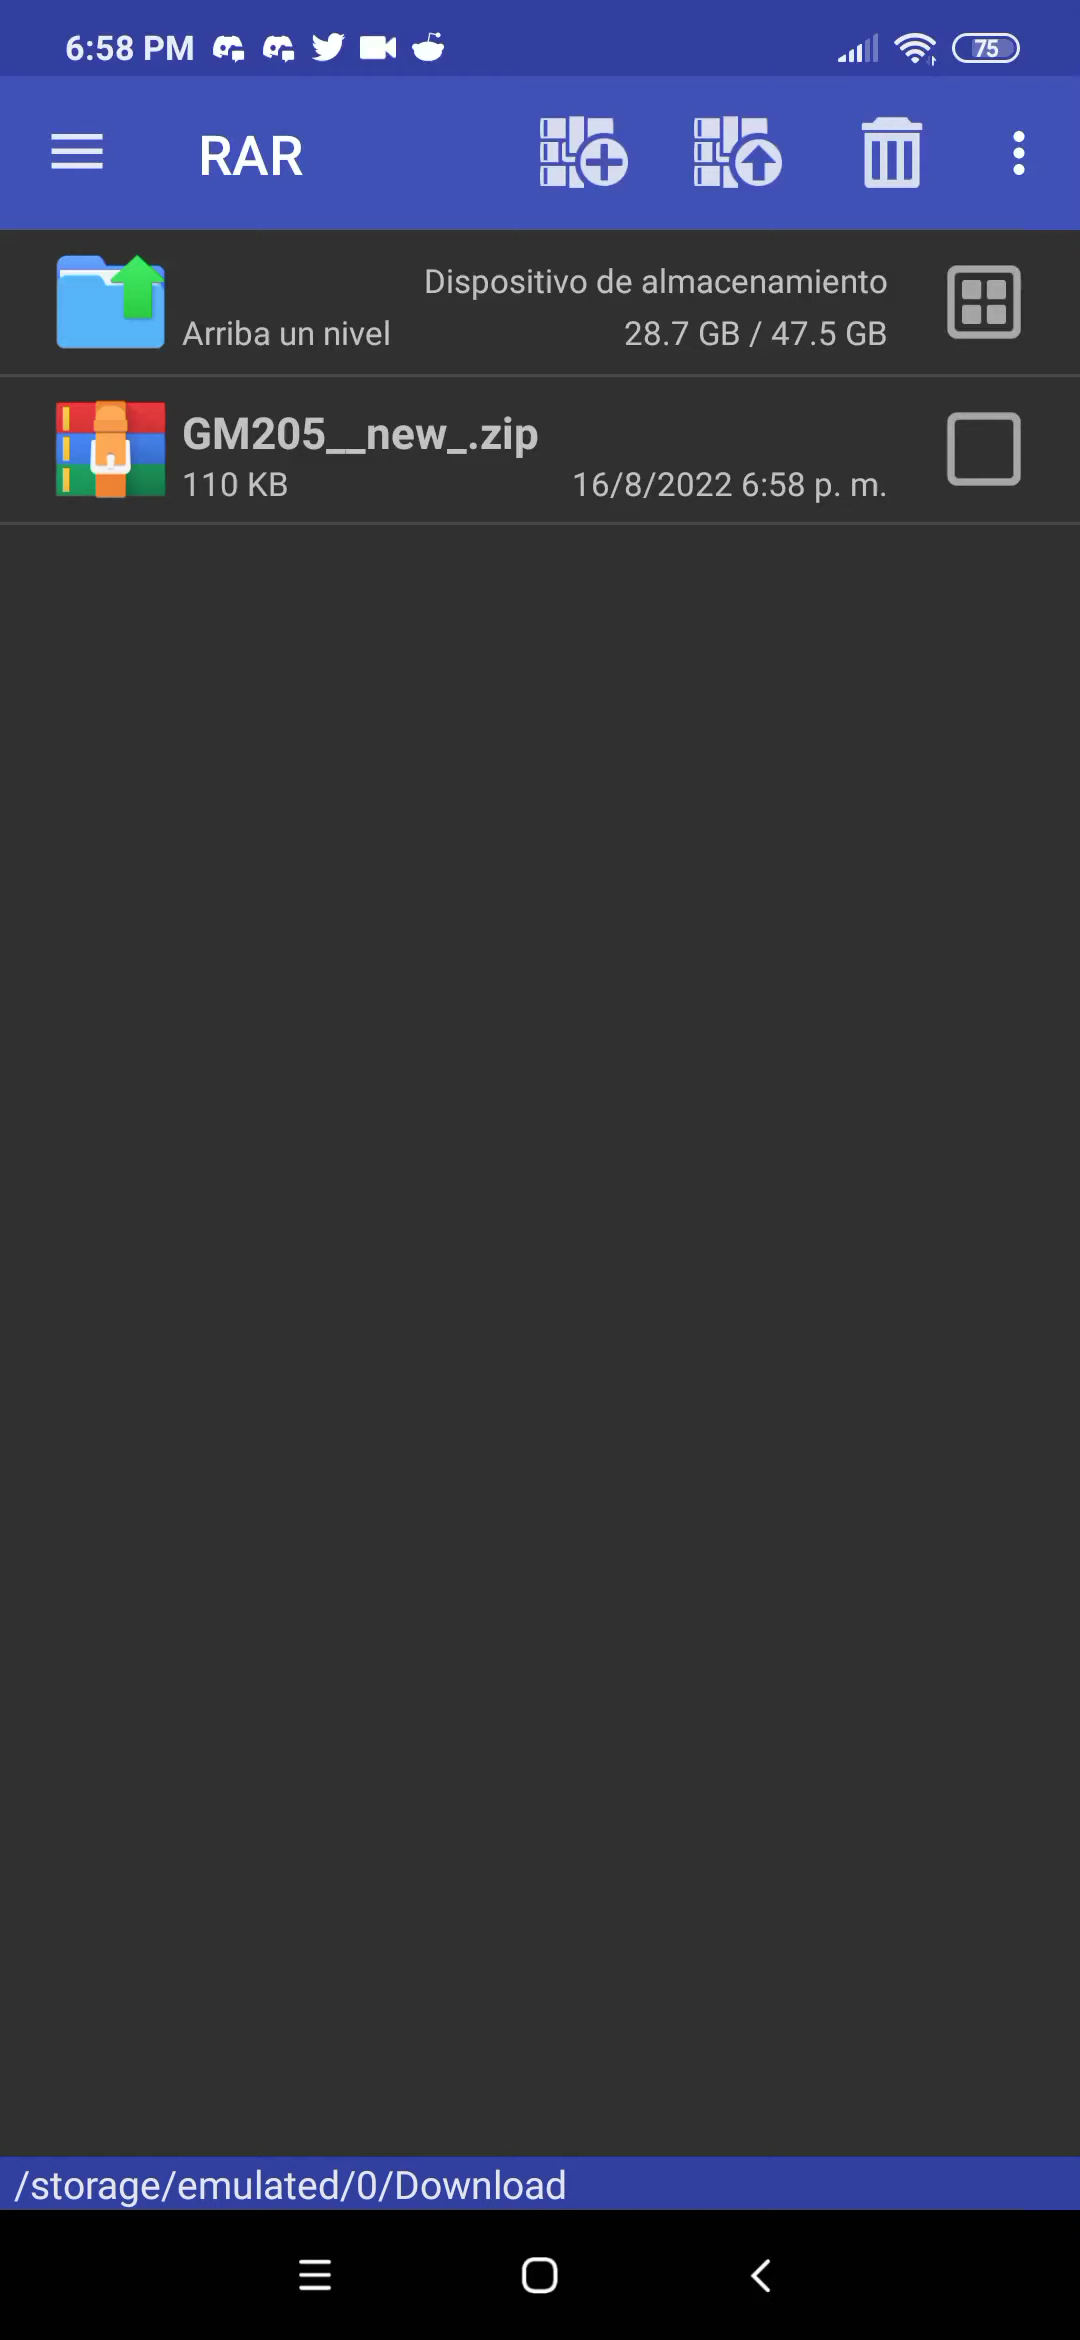 6:58 PM
75
RAR
Dispositivo de almacenamiento
Arriba un nivel
28.7 GB / 47.5 GB
GM205__new_.zip
110 KB
16/8/2022 6:58 p. m.
/storage/emulated/0/Download